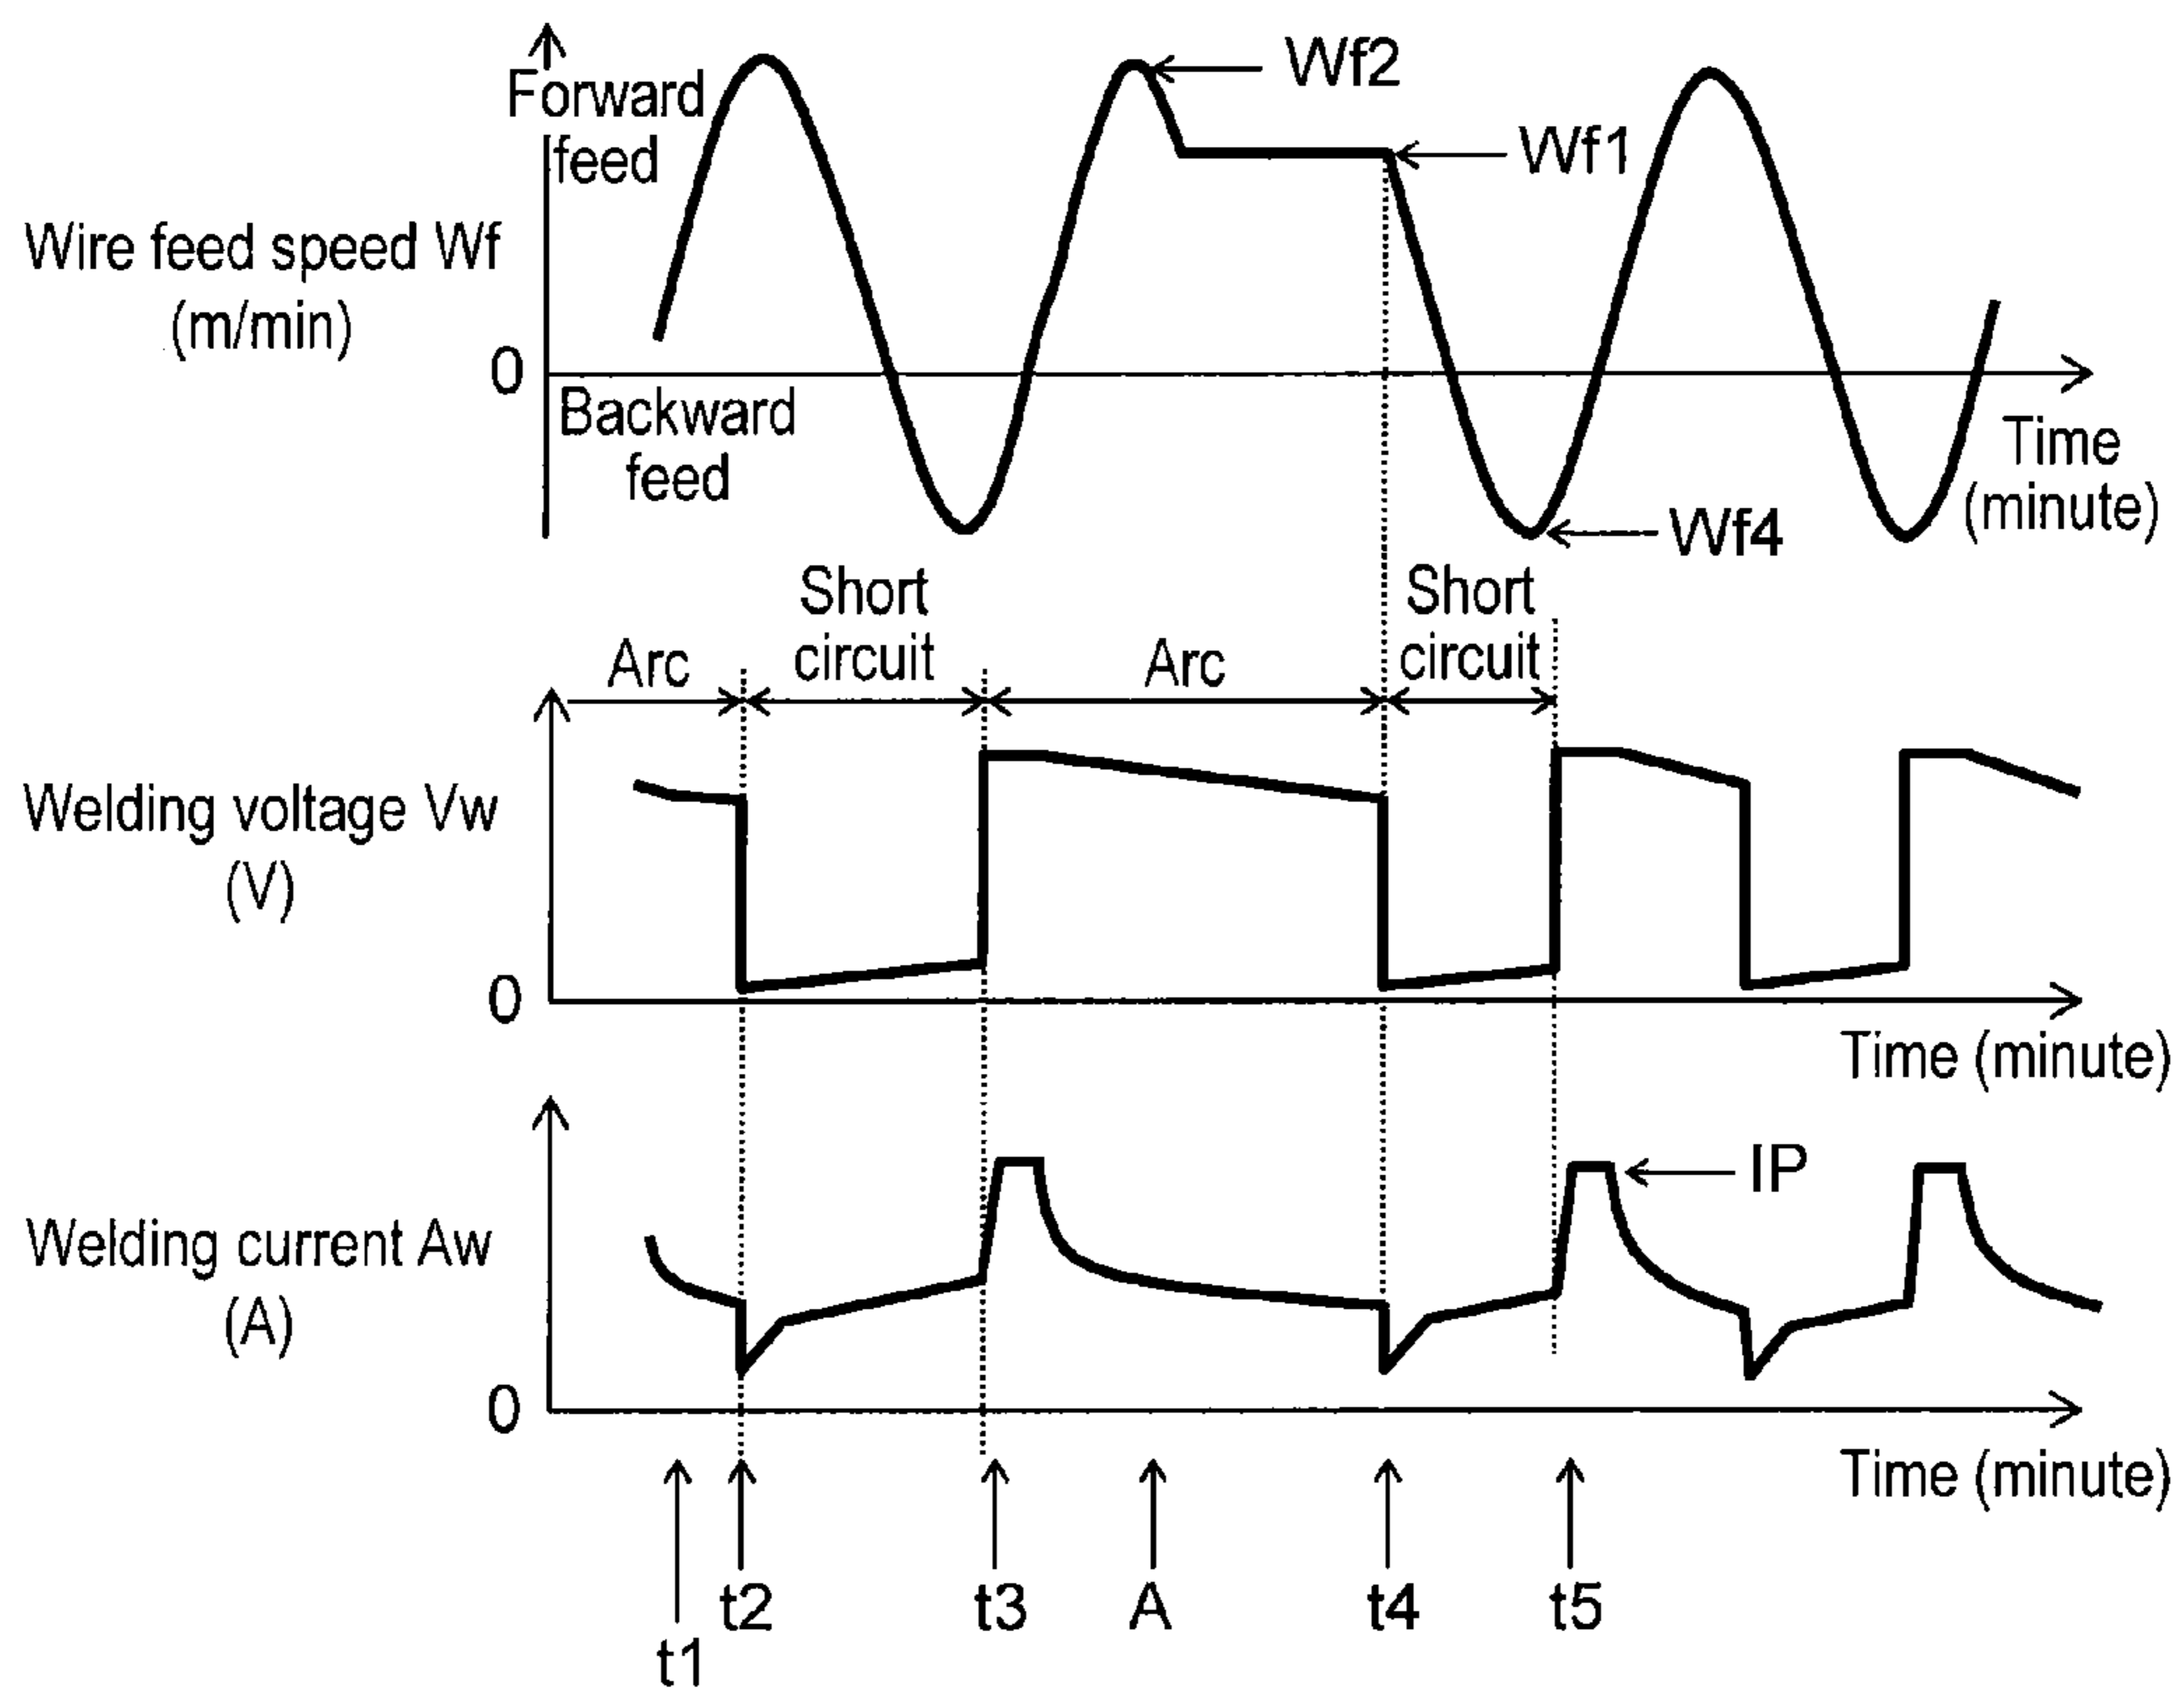 Forward
feed
Wf2
Wf1
Wire feed speed Wf
(m/min)
0
Backward
feed
Time
(minute)
Wf4
Arc
Short
circuit
Arc
Short
circuit
Welding voltage Vw
(V)
0
Time (minute)
Welding current Aw
(A)
IP
0
Time (minute)
t1
t2
t3
A
t4
t5